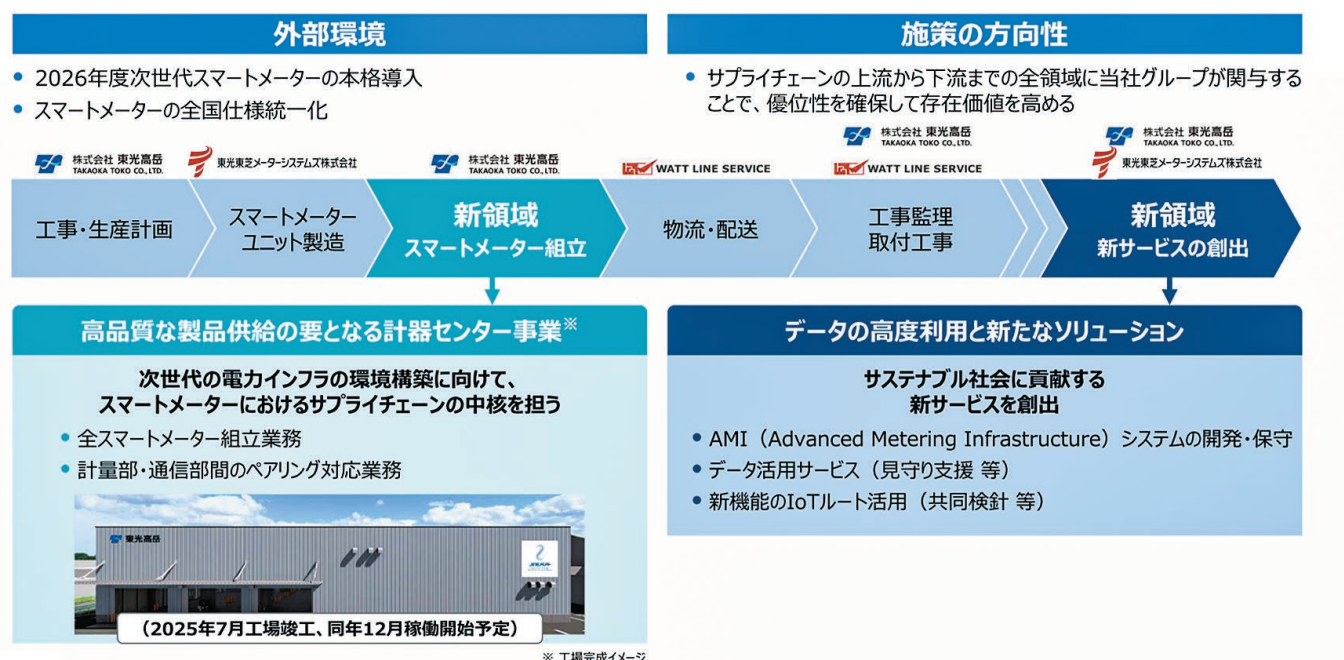 外部環境
• 2026年度次世代スマートメーターの本格導入
• スマートメーターの全国仕様統一化
施策の方向性
• サプライチェーンの上流から下流までの全領域に当社グループが関与する
ことで、優位性を確保して存在価値を高める
株式会社 東光高岳
TAKAOKA TOKO CO., LTD.
東光東芝メーターシステムズ株式会社
株式会社 東光高岳
TAKAOKA TOKO CO., LTD.
WATT LINE SERVICE
株式会社 東光高岳
TAKAOKA TOKO CO., LTD.
WATT LINE SERVICE
株式会社 東光高岳
TAKAOKA TOKO CO., LTD.
東光東芝メーターシステムズ株式会社
工事・生産計画
スマートメーター
ユニット製造
新領域
スマートメーター組立
物流・配送
工事監理
取付工事
新領域
新サービスの創出
高品質な製品供給の要となる計器センター事業※
次世代の電力インフラの環境構築に向けて、
スマートメーターにおけるサプライチェーンの中核を担う
• 全スマートメーター組立業務
• 計量部・通信部間のペアリング対応業務
東光高岳
(2025年7月工場竣工、同年12月稼働開始予定)
※ 工場完成イメージ
データの高度利用と新たなソリューション
サステナブル社会に貢献する
新サービスを創出
• AMI（Advanced Metering Infrastructure）システムの開発・保守
• データ活用サービス（見守り支援 等）
• 新機能のIoTルート活用（共同検針 等）